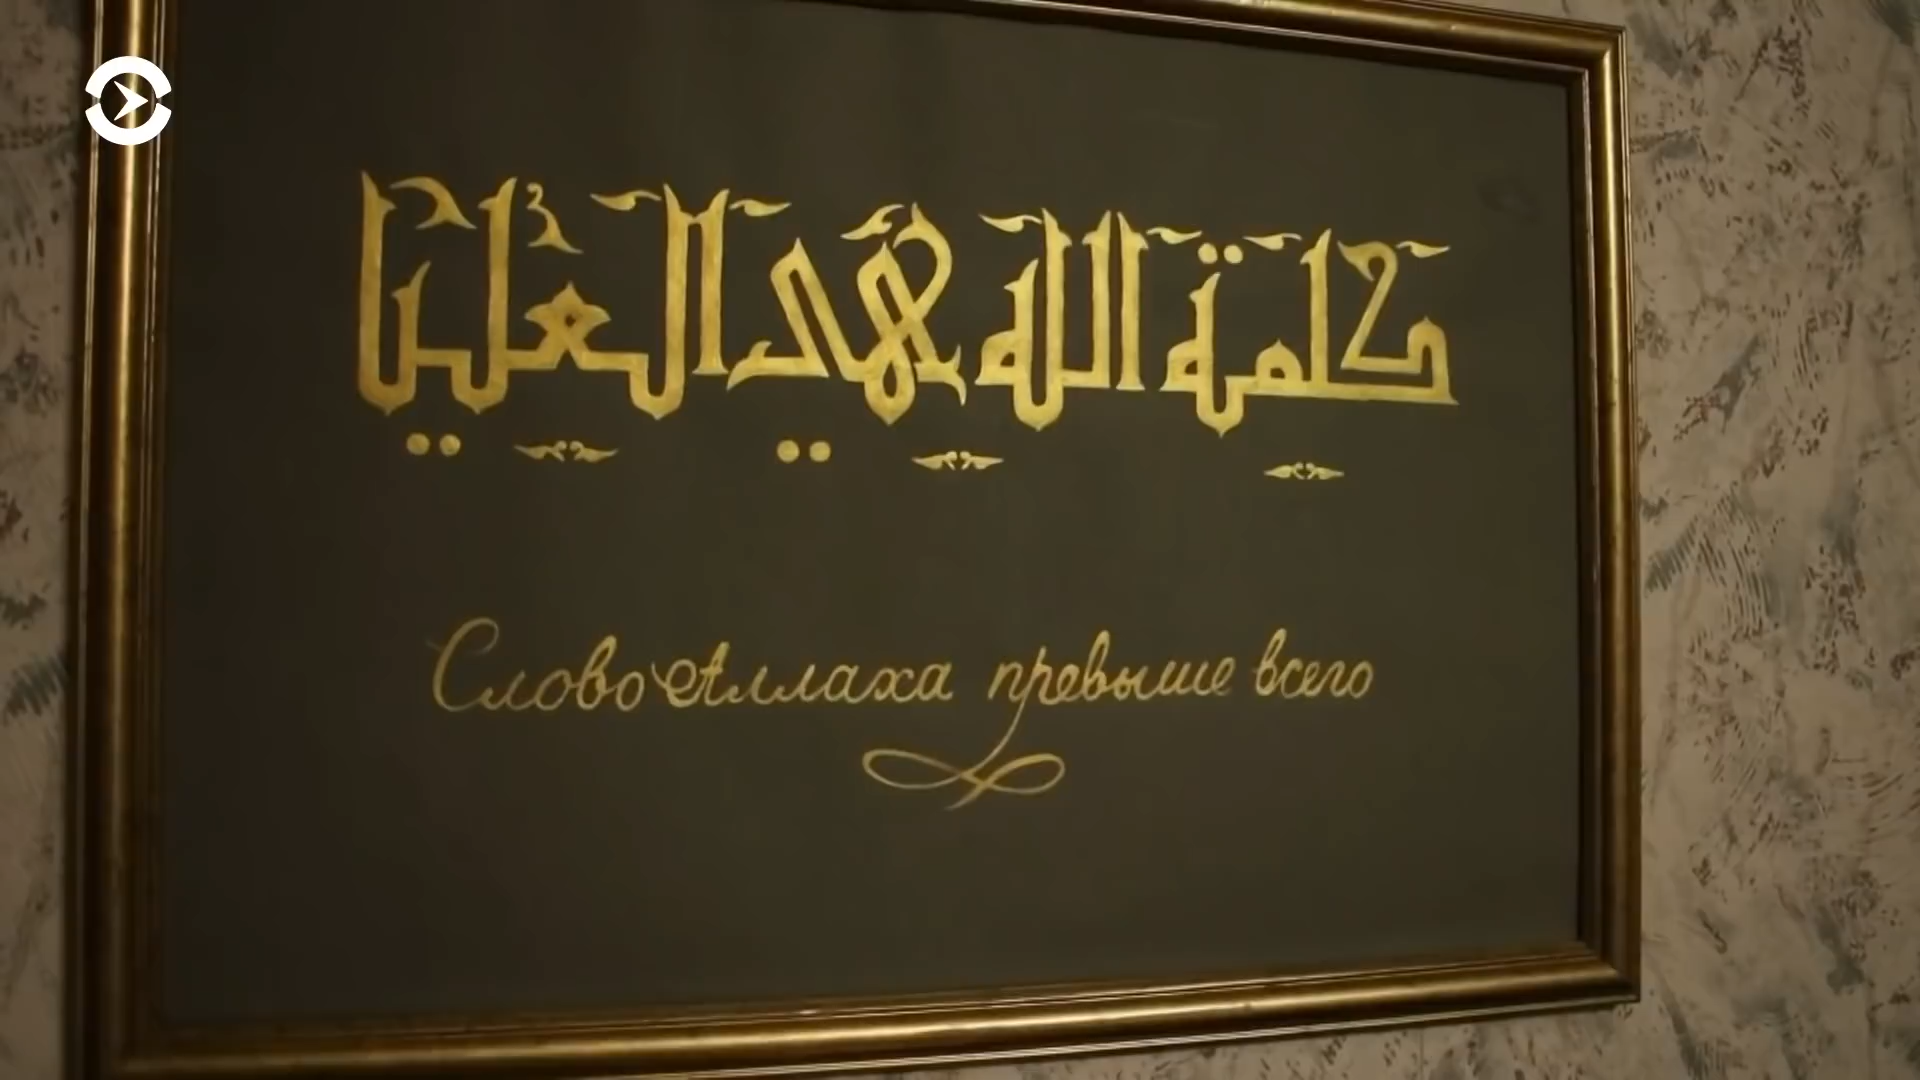 كلمة الله هي العليا
Слово Аллаха превыше всего